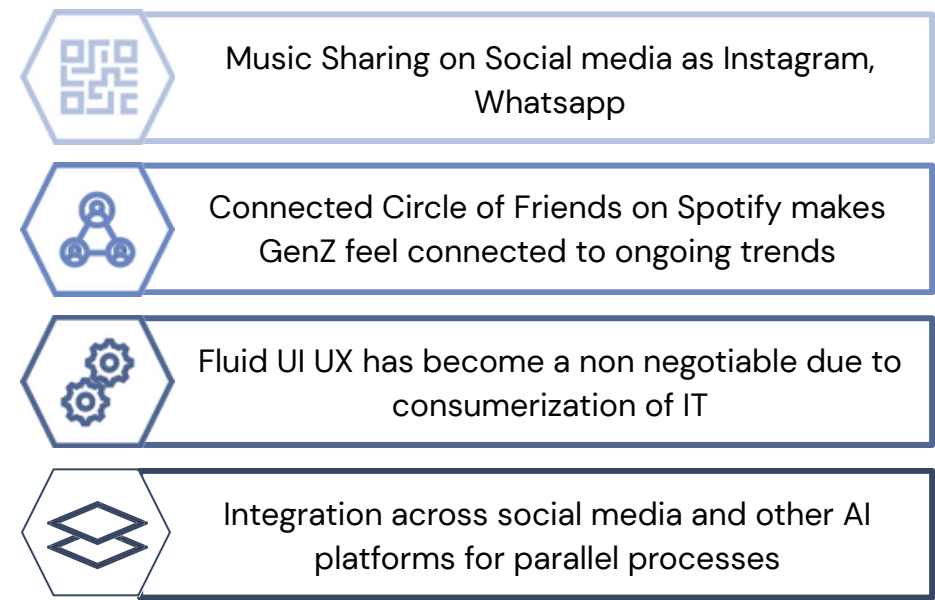 Music Sharing on Social media as Instagram,
Whatsapp
Connected Circle of Friends on Spotify makes
GenZ feel connected to ongoing trends
Fluid UI UX has become a non negotiable due to
consumerization of IT
Integration across social media and other AI
platforms for parallel processes